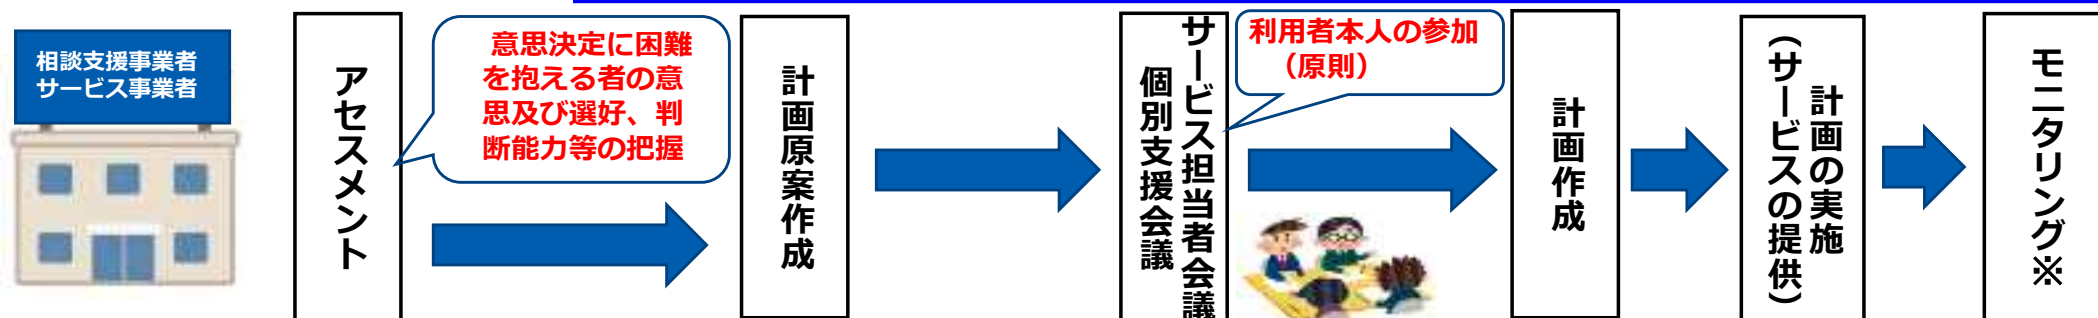 相談支援事業者
サービス事業者
アセスメント
意思決定に困難
を抱える者の意
思及び選好、判
断能力等の把握
計画原案作成
サービス担当者会議
個別支援会議
利用者本人の参加
（原則）
計画作成
計画の実施
（サービスの提供）
モニタリング※